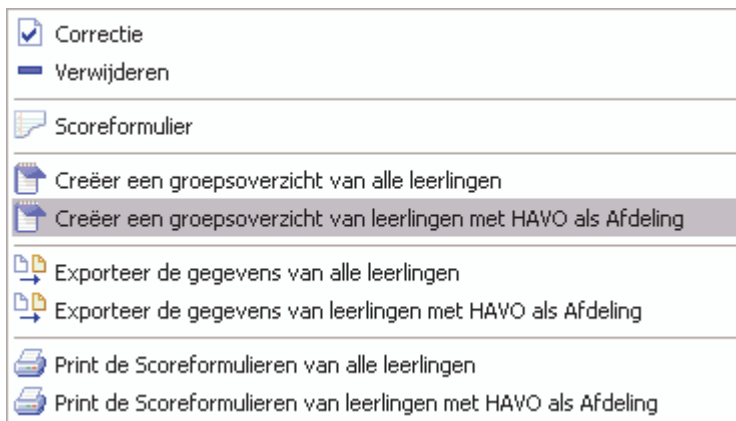 Correctie
Verwijderen
Scoreformulier
Creëer een groepsoverzicht van alle leerlingen
Creëer een groepsoverzicht van leerlingen met HAVO als Afdeling
Exporteer de gegevens van alle leerlingen
Exporteer de gegevens van leerlingen met HAVO als Afdeling
Print de Scoreformulieren van alle leerlingen
Print de Scoreformulieren van leerlingen met HAVO als Afdeling